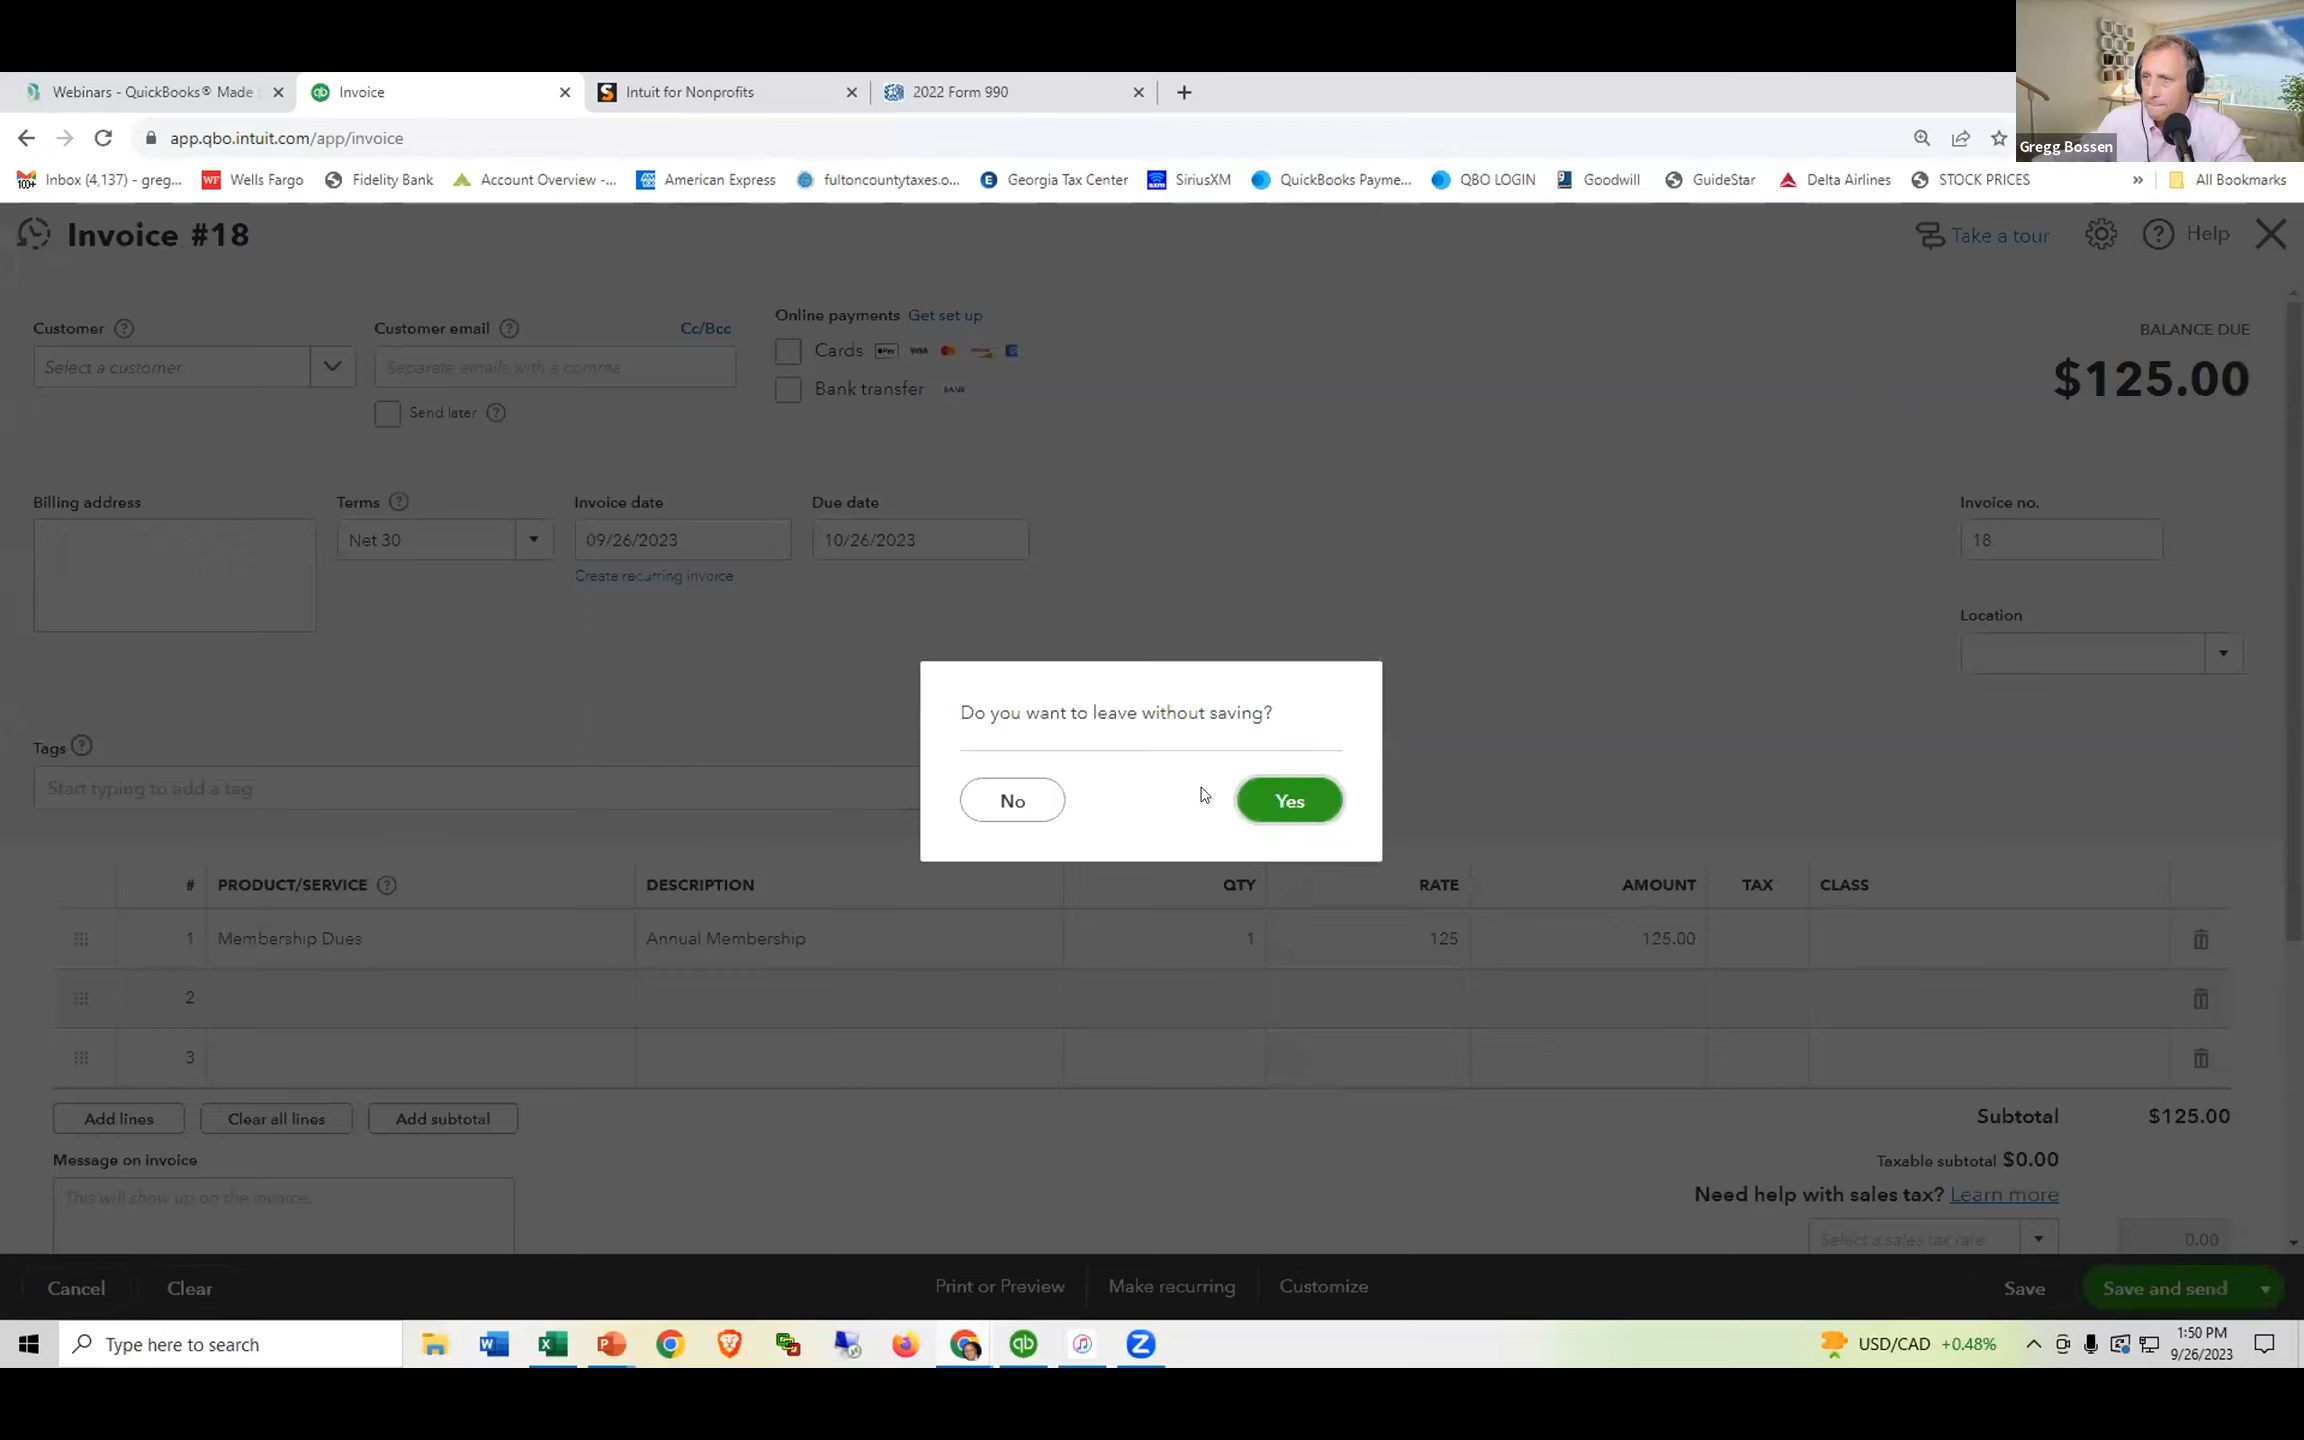 Gregg Bossen
Webinars - QuickBooks® Made
Invoice
Intuit for Nonprofits
2022 Form 990
app.qbo.intuit.com/app/invoice
Inbox (4,137) - greg...
Wells Fargo
Fidelity Bank
Account Overview -...
American Express
fultoncountytaxes.o...
Georgia Tax Center
SiriusXM
QuickBooks Payme...
QBO LOGIN
Goodwill
GuideStar
Delta Airlines
STOCK PRICES
»
All Bookmarks
Invoice #18
Take a tour
Help
Customer
Customer email
Cc/Bcc
Online payments Get set up
BALANCE DUE
Select a customer
Separate emails with a comma
Cards
VISA
$125.00
Send later
Bank transfer
BANK
Billing address
Terms
Invoice date
Due date
Invoice no.
Net 30
09/26/2023
10/26/2023
18
Create recurring invoice
Location
Do you want to leave without saving?
No
Yes
Tags
Start typing to add a tag
# PRODUCT/SERVICE DESCRIPTION QTY RATE AMOUNT TAX CLASS
1 Membership Dues Annual Membership 1 125 125.00
2
3
Add lines
Clear all lines
Add subtotal
Subtotal $125.00
Message on invoice
Taxable subtotal $0.00
This will show up on the invoice.
Need help with sales tax? Learn more
Select a sales tax rate
0.00
Cancel
Clear
Print or Preview
Make recurring
Customize
Save
Save and send
Type here to search
USD/CAD +0.48%
1:50 PM
9/26/2023